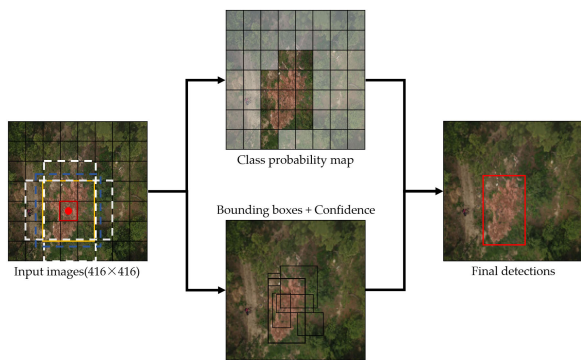 Class probability map
Bounding boxes + Confidence
Input images(416×416)
Final detections